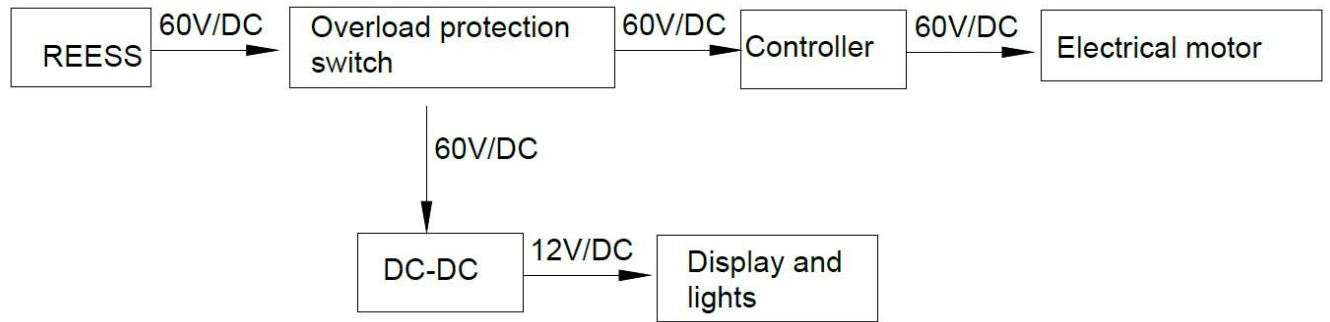 60V/DC
REESS
Overload protection
switch
60V/DC
Controller
60V/DC
Electrical motor
60V/DC
DC-DC
12V/DC
Display and
lights